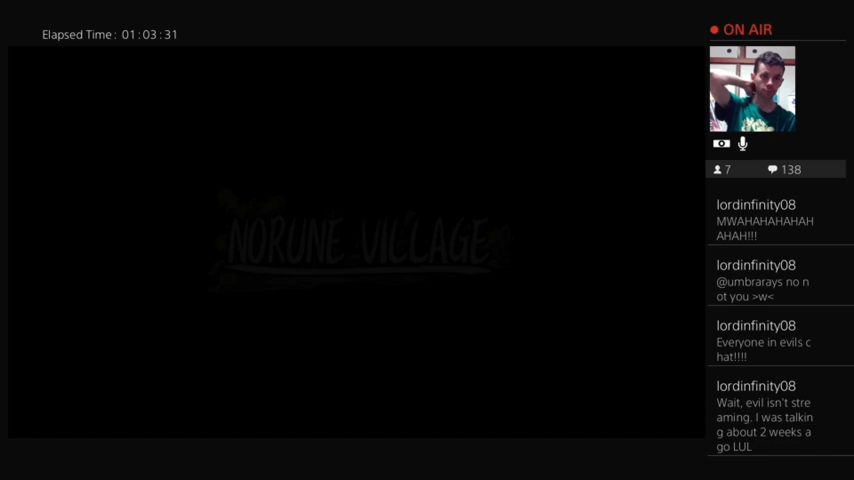 Elapsed Time: 01:03:31
ON AIR
7 138
NORUNE VILLAGE
lordinfinity08
MWAHAHAHAHAH
AHAH!!!
lordinfinity08
@umbrarays no n
ot you >w<
lordinfinity08
Everyone in evils c
hat!!!!
lordinfinity08
Wait, evil isn't stre
aming. I was talkin
g about 2 weeks a
go LUL